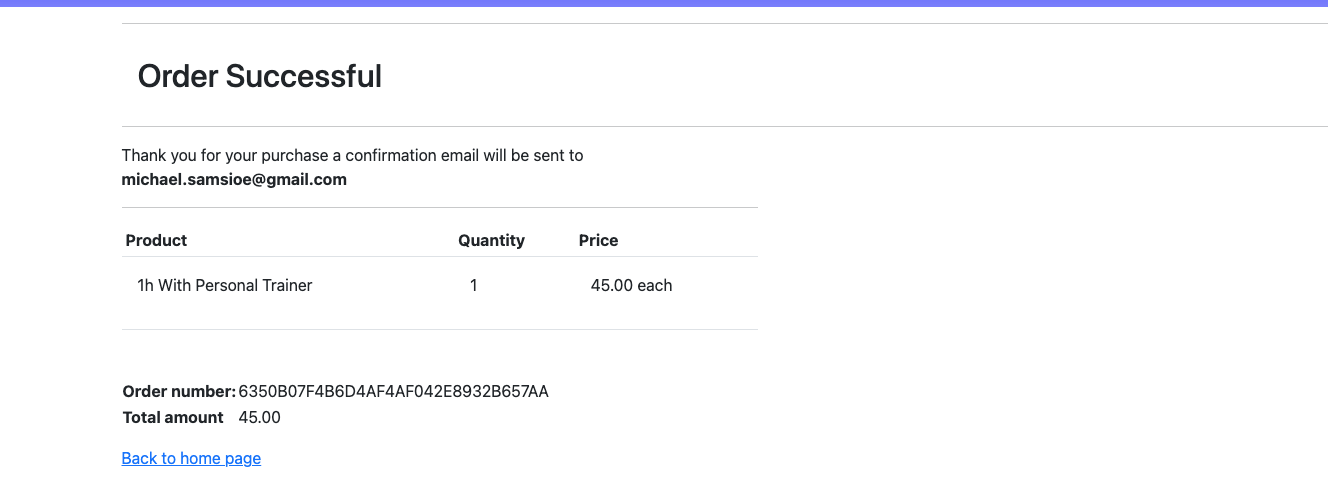 Order Successful
Thank you for your purchase a confirmation email will be sent to
michael.samsioe@gmail.com
Product Quantity Price
1h With Personal Trainer 1 45.00 each
Order number: 6350B07F4B6D4AF4AF042E8932B657AA
Total amount 45.00
Back to home page